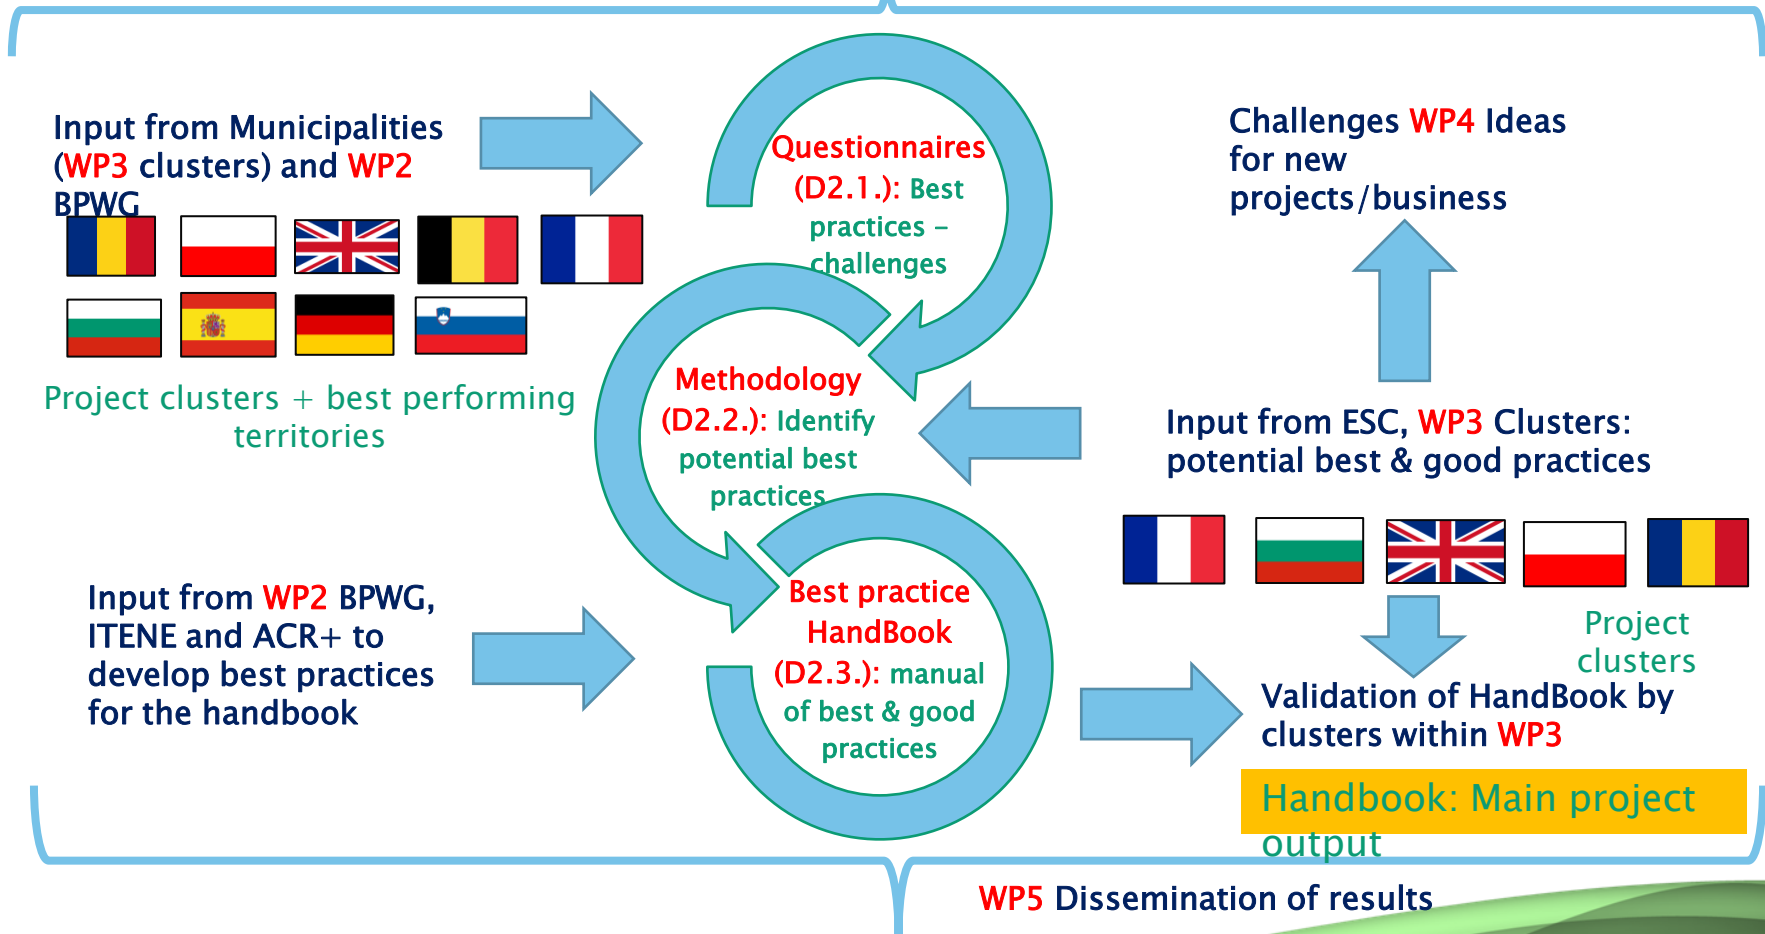 Input from Municipalities
(WP3 clusters) and WP2
BPWG
Project clusters + best performing
territories
Questionnaires
(D2.1.): Best
practices –
challenges
Challenges WP4 Ideas
for new
projects/business
Methodology
(D2.2.): Identify
potential best
practices
Input from ESC, WP3 Clusters:
potential best & good practices
Project
clusters
Input from WP2 BPWG,
ITENE and ACR+ to
develop best practices
for the handbook
Best practice
HandBook
(D2.3.): manual
of best & good
practices
Validation of HandBook by
clusters within WP3
Handbook: Main project
output
WP5 Dissemination of results